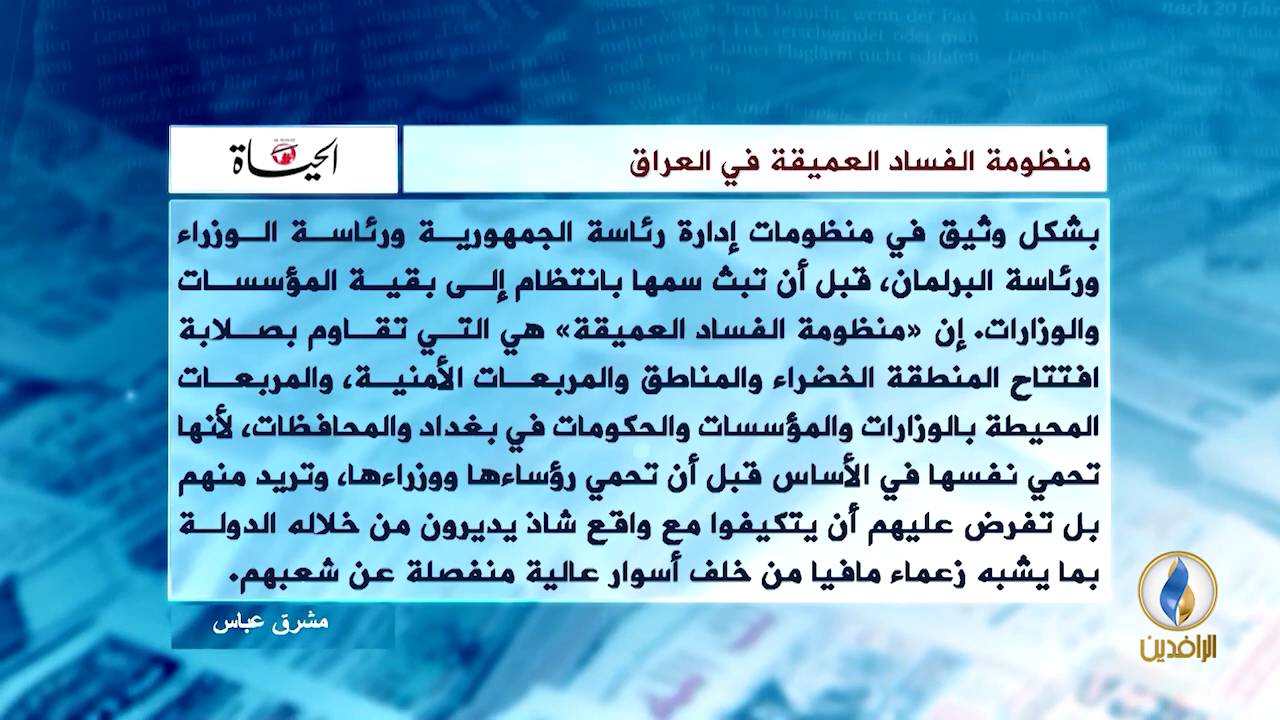 منظومة الفساد العميقة في العراق
الحياة
بشكل وثيق في منظومات إدارة رئاسة الجمهورية ورئاسة الوزراء
ورئاسة البرلمان، قبل أن تبث سمها بانتظام إلى بقية المؤسسات
والوزارات. إن «منظومة الفساد العميقة» هي التي تقاوم بصلابة
افتتاح المنطقة الخضراء والمناطق والمربعات الأمنية، والمربعات
المحيطة بالوزارات والمؤسسات والحكومات في بغداد والمحافظات، لأنها
تحمي نفسها في الأساس قبل أن تحمي رؤساءها ووزراءها، وتريد منهم
بل تفرض عليهم أن يتكيفوا مع واقع شاذ يديرون من خلاله الدولة
بما يشبه زعماء مافيا من خلف أسوار عالية منفصلة عن شعبهم.
مشرق عباس
الرافدين